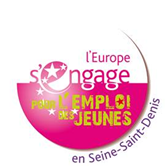 l'Europe
s'engage
POUR L'EMPLOI
DES JEUNES
en Seine-Saint-Denis